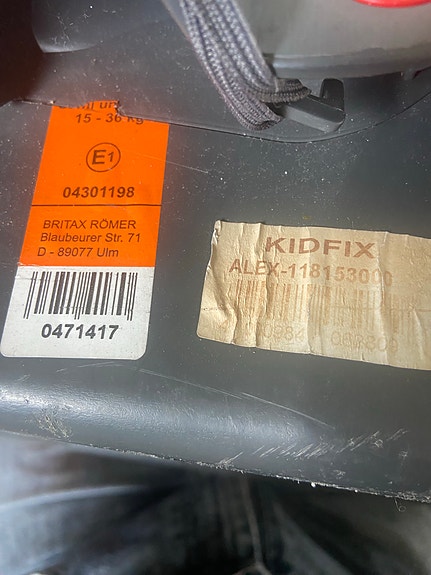 15 - 36 kg
E1
04301198
BRITAX RÖMER
Blaubeurer Str. 71
D - 89077 Ulm
0471417
KIDFIX
ALEX-118153000